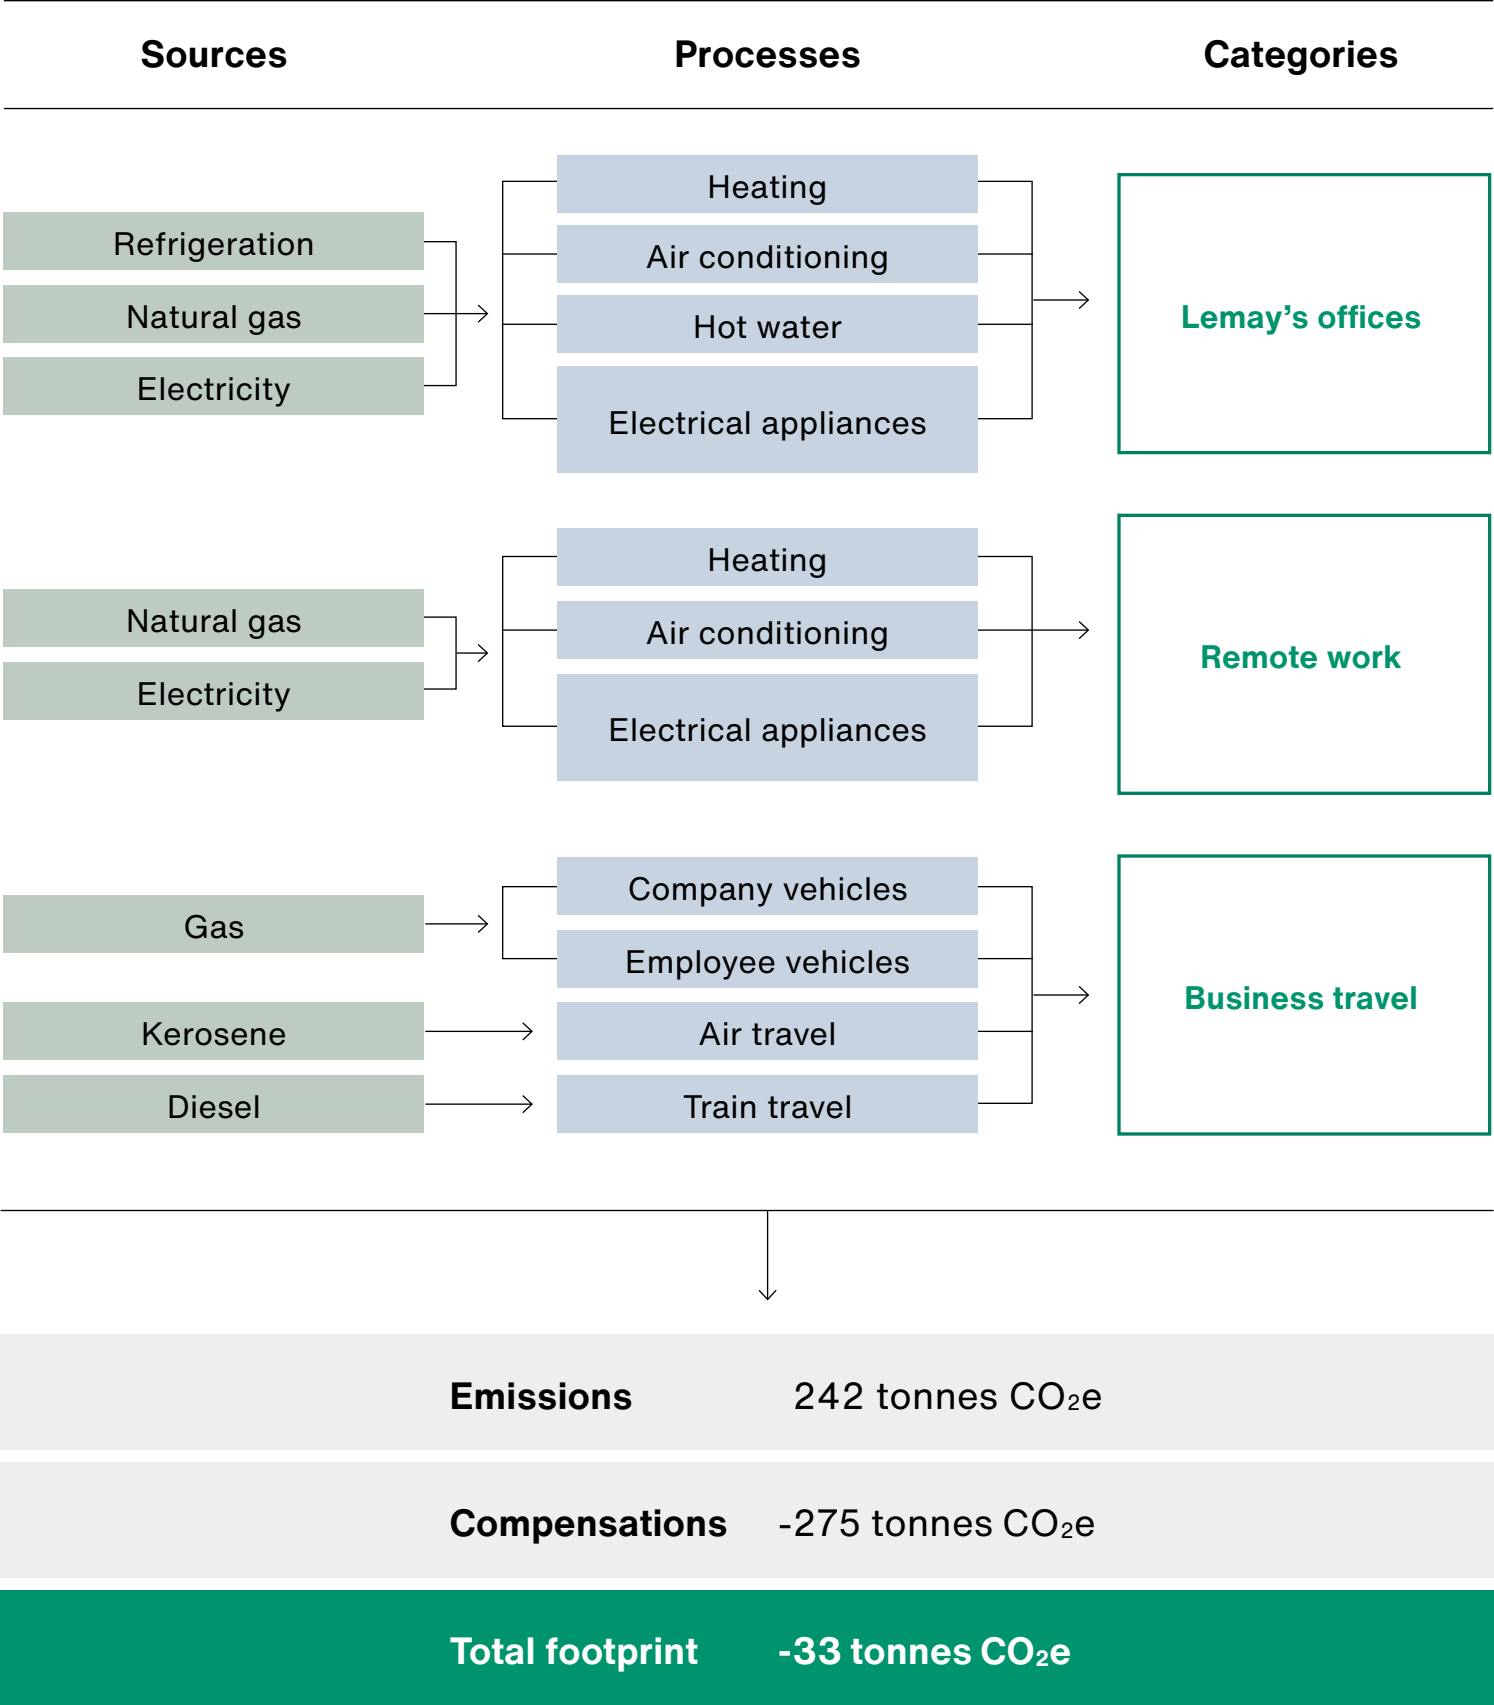 Sources
Processes
Categories
Refrigeration
Natural gas
Electricity
Heating
Air conditioning
Hot water
Electrical appliances
Lemay’s offices
Natural gas
Electricity
Heating
Air conditioning
Electrical appliances
Remote work
Gas
Kerosene
Diesel
Company vehicles
Employee vehicles
Air travel
Train travel
Business travel
Emissions 242 tonnes CO₂e
Compensations -275 tonnes CO₂e
Total footprint -33 tonnes CO₂e